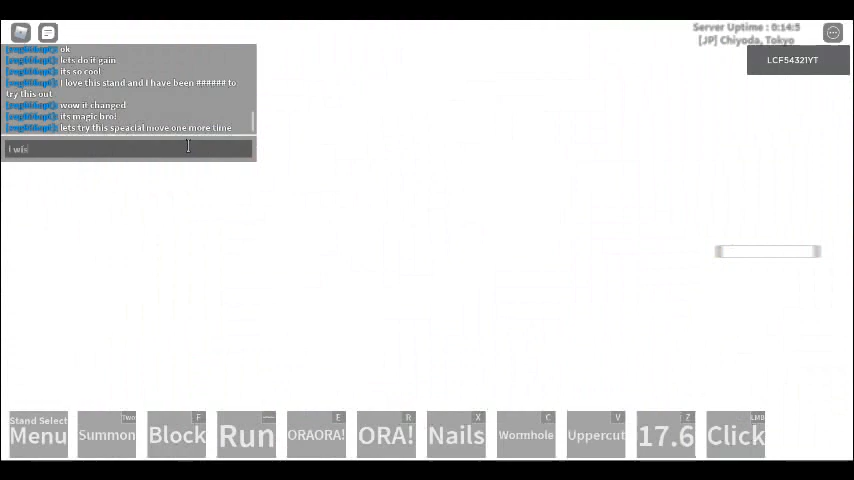 Server Uptime : 0:14:5
[JP] Chiyoda, Tokyo
LCF54321YT
ok
lets do it gain
its so cool
I love this stand and I have been ###### to
try this out
wow it changed
its magic bro!
lets try this speacial move one more time
I wis
Stand Select
Menu
Two
Summon
F
Block
Run
E
ORAORA!
R
ORA!
X
Nails
C
Wormhole
V
Uppercut
Z
17.6
LMB
Click